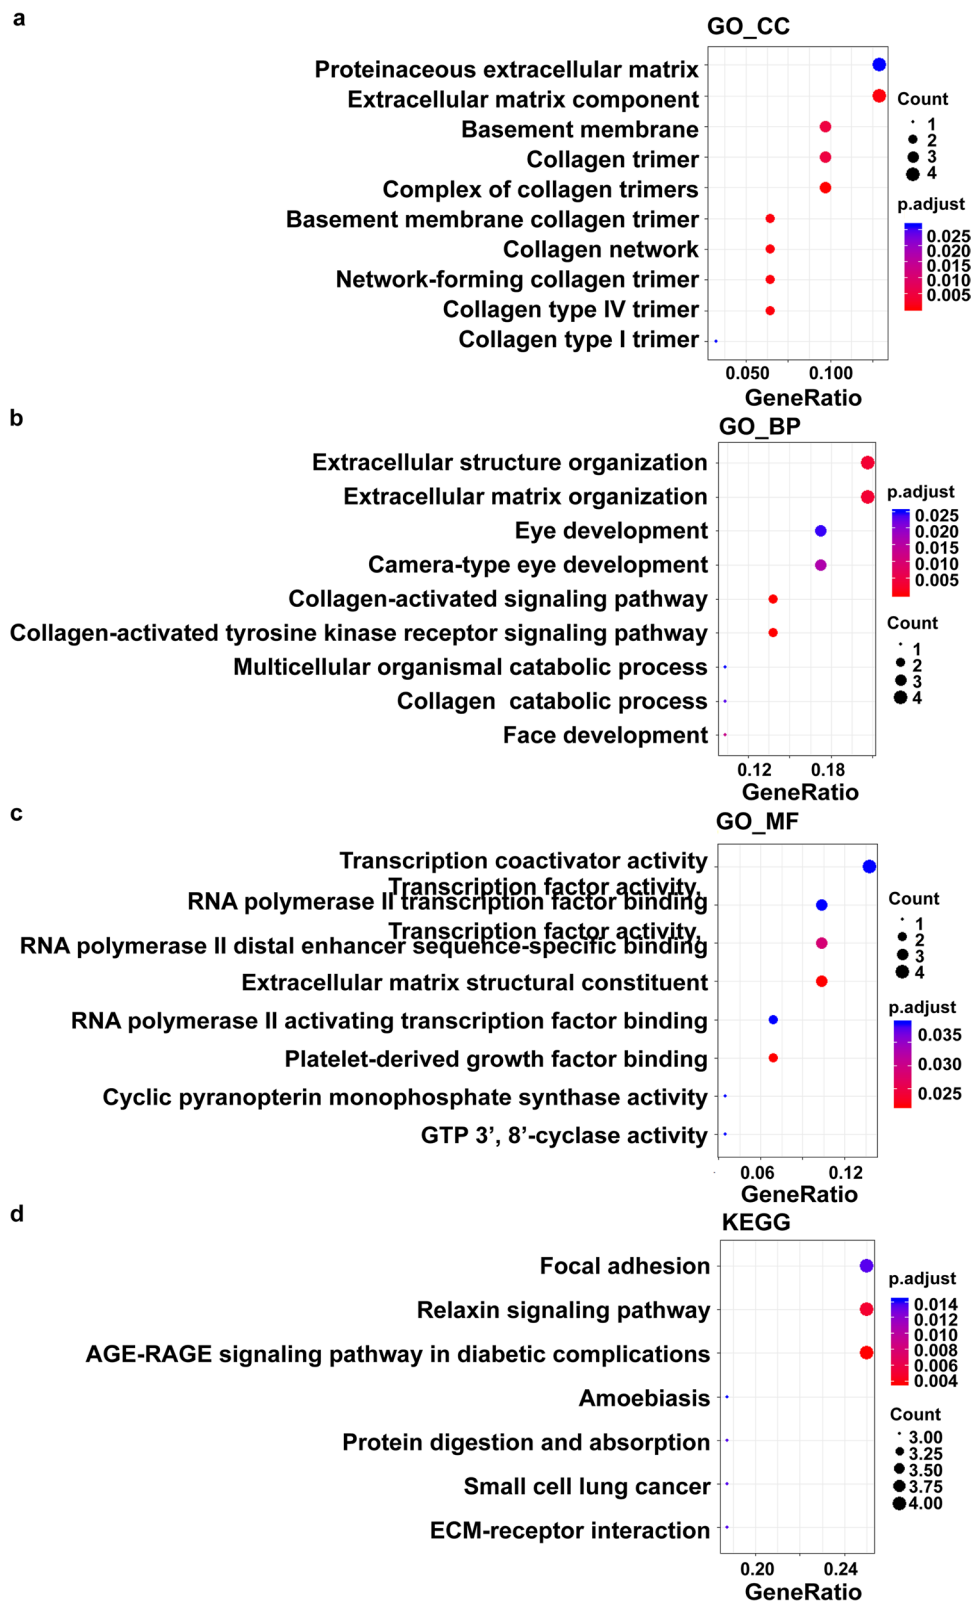 a
GO_CC
Proteinaceous extracellular matrix
Extracellular matrix component
Basement membrane
Collagen trimer
Complex of collagen trimers
Basement membrane collagen trimer
Collagen network
Network-forming collagen trimer
Collagen type IV trimer
Collagen type I trimer
0.050 0.100
GeneRatio
Count
1
2
3
4
p.adjust
0.025
0.020
0.015
0.010
0.005
b
GO_BP
Extracellular structure organization
Extracellular matrix organization
Eye development
Camera-type eye development
Collagen-activated signaling pathway
Collagen-activated tyrosine kinase receptor signaling pathway
Multicellular organismal catabolic process
Collagen catabolic process
Face development
0.12 0.18
GeneRatio
p.adjust
0.025
0.020
0.015
0.010
0.005
Count
1
2
3
4
c
GO_MF
Transcription coactivator activity
Transcription factor activity,
RNA polymerase II transcription factor binding
Transcription factor activity,
RNA polymerase II distal enhancer sequence-specific binding
Extracellular matrix structural constituent
RNA polymerase II activating transcription factor binding
Platelet-derived growth factor binding
Cyclic pyranopterin monophosphate synthase activity
GTP 3’, 8’-cyclase activity
0.06 0.12
GeneRatio
Count
1
2
3
4
p.adjust
0.035
0.030
0.025
d
KEGG
Focal adhesion
Relaxin signaling pathway
AGE-RAGE signaling pathway in diabetic complications
Amoebiasis
Protein digestion and absorption
Small cell lung cancer
ECM-receptor interaction
0.20 0.24
GeneRatio
p.adjust
0.014
0.012
0.010
0.008
0.006
0.004
Count
3.00
3.25
3.50
3.75
4.00